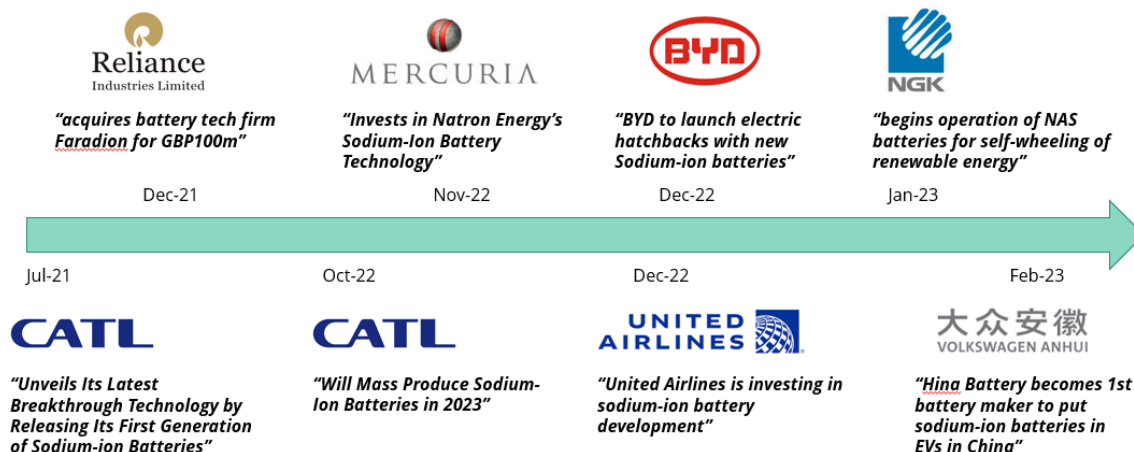 Reliance
Industries Limited
MERCURIA
BYD
NGK
“acquires battery tech firm
Faradion for GBP100m”
“Invests in Natron Energy’s
Sodium-Ion Battery
Technology”
“BYD to launch electric
hatchbacks with new
Sodium-ion batteries”
“begins operation of NAS
batteries for self-wheeling of
renewable energy”
Dec-21
Nov-22
Dec-22
Jan-23
Jul-21
Oct-22
Dec-22
Feb-23
CATL
CATL
UNITED
AIRLINES
大众安徽
VOLKSWAGEN ANHUI
“Unveils Its Latest
Breakthrough Technology by
Releasing Its First Generation
of Sodium-ion Batteries”
“Will Mass Produce Sodium-
Ion Batteries in 2023”
“United Airlines is investing in
sodium-ion battery
development”
“Hina Battery becomes 1st
battery maker to put
sodium-ion batteries in
EVs in China”